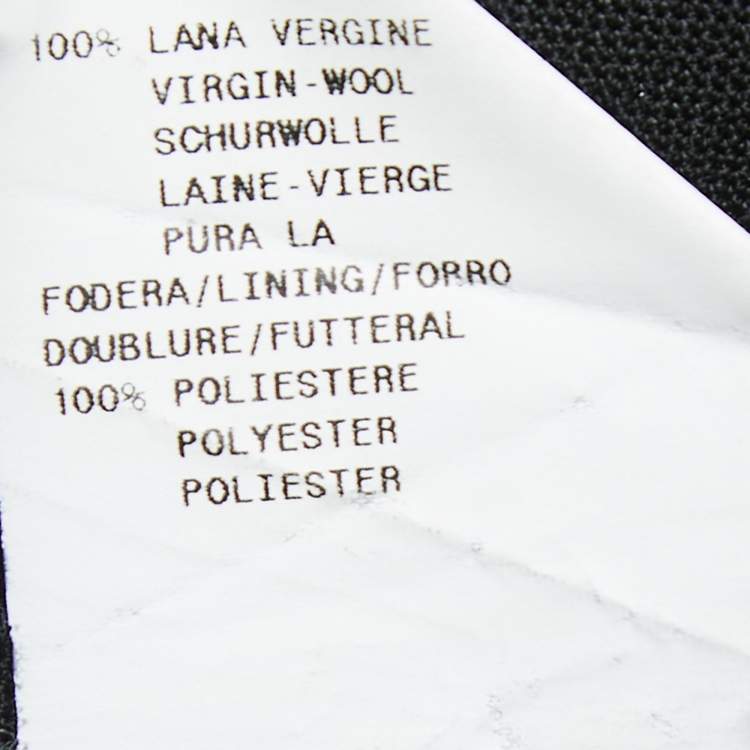 100% LANA VERGINE
VIRGIN-WOOL
SCHURWOLLE
LAINE-VIERGE
PURA LA
FODERA/LINING/FORRO
DOUBLURE/FUTTERAL
100% POLIESTERE
POLYESTER
POLIESTER